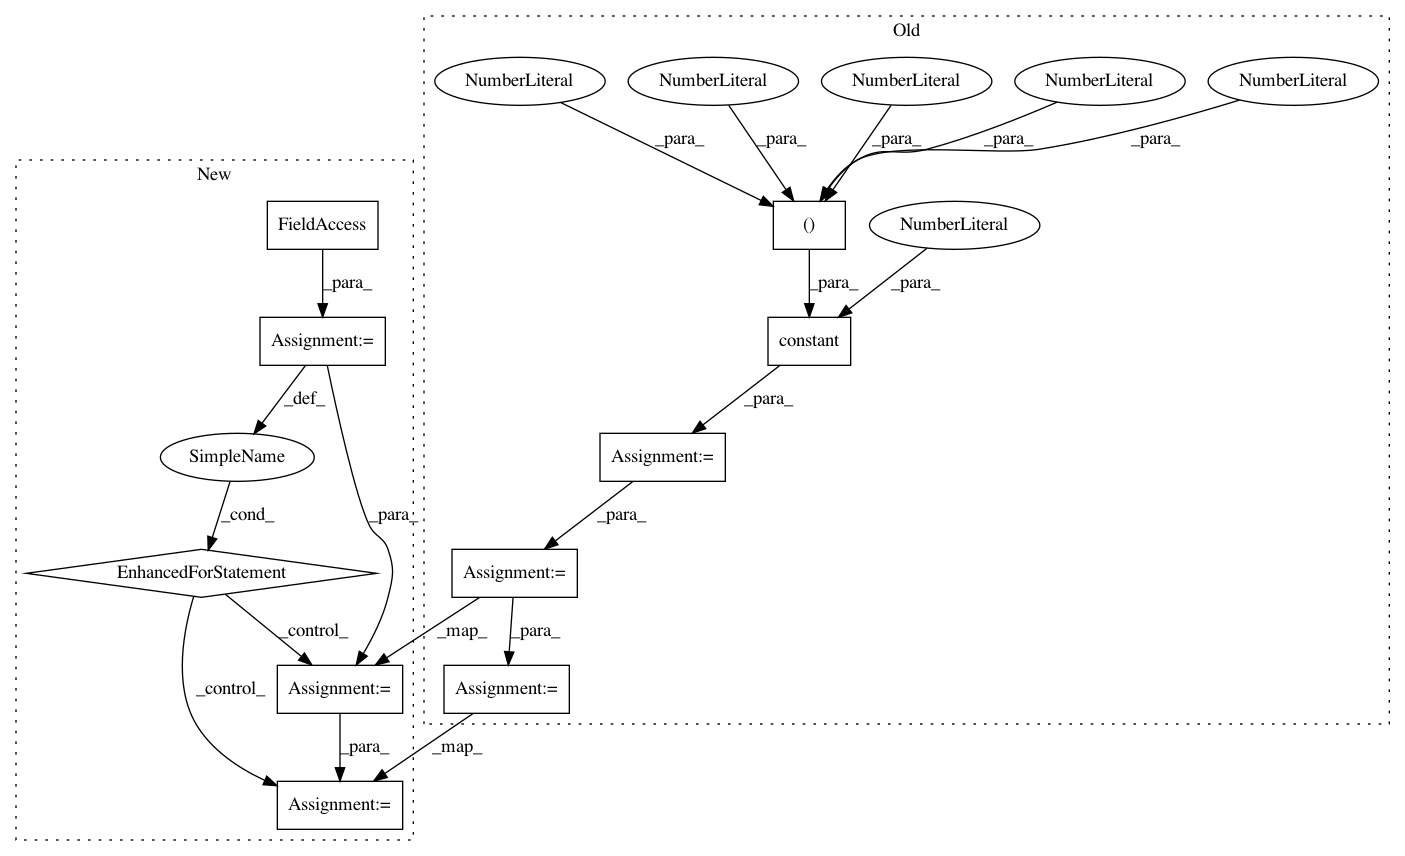 Old
NumberLiteral NumberLiteral NumberLiteral NumberLiteral NumberLiteral
_para_ _para_ _para_ _para_ _para_
New
FieldAccess () NumberLiteral
_para_ _para_ _para_
Assignment:= constant
_def_ _para_
SimpleName Assignment:=
_cond_ _para_ _para_
EnhancedForStatement Assignment:=
_control_ _map_ _para_
Assignment:= Assignment:=
_control_
_para_ _map_
Assignment:=